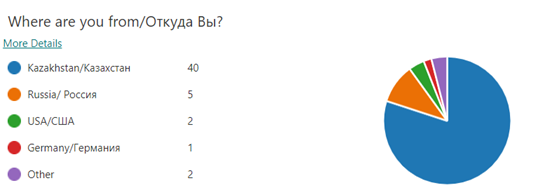 Where are you from/Откуда Вы?
More Details
Kazakhstan/Казахстан 40
Russia/ Россия 5
USA/США 2
Germany/Германия 1
Other 2